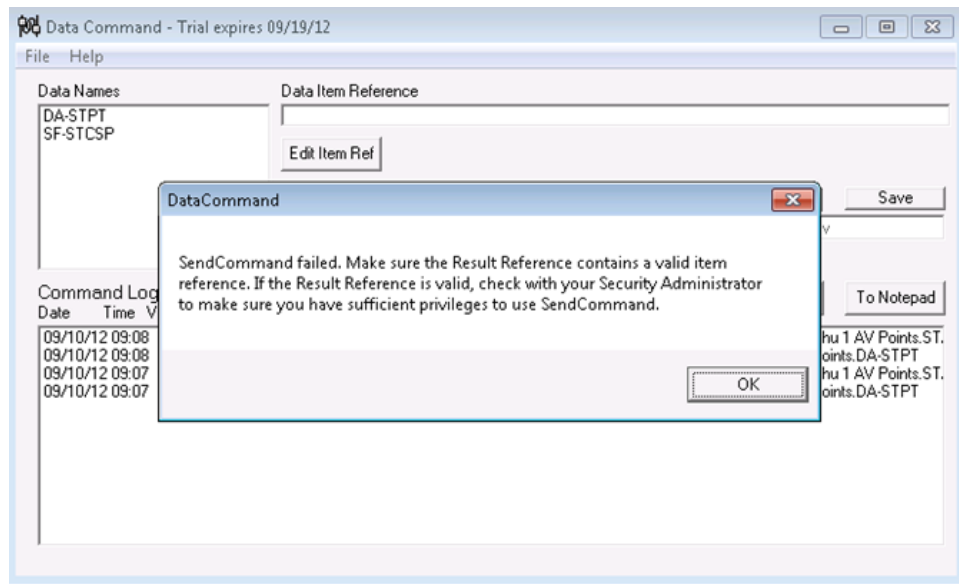 Data Command - Trial expires 09/19/12
File Help
Data Names
Data Item Reference
DA-STPT
SF-STCSP
Edit Item Ref
DataCommand
Save
v
SendCommand failed. Make sure the Result Reference contains a valid item
reference. If the Result Reference is valid, check with your Security Administrator
to make sure you have sufficient privileges to use SendCommand.
OK
Command Log
To Notepad
Date Time V
09/10/12 09:08 hu 1 AV Points.ST.
09/10/12 09:08 oints.DA-STPT
09/10/12 09:07 hu 1 AV Points.ST.
09/10/12 09:07 oints.DA-STPT